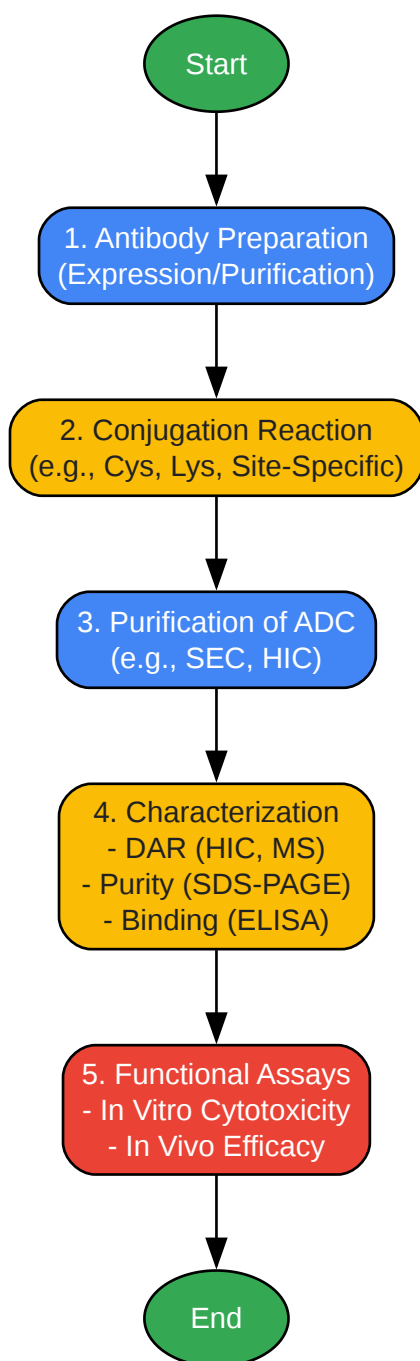 Start
1. Antibody Preparation
(Expression/Purification)
2. Conjugation Reaction
(e.g., Cys, Lys, Site-Specific)
3. Purification of ADC
(e.g., SEC, HIC)
4. Characterization
- DAR (HIC, MS)
- Purity (SDS-PAGE)
- Binding (ELISA)
5. Functional Assays
- In Vitro Cytotoxicity
- In Vivo Efficacy
End